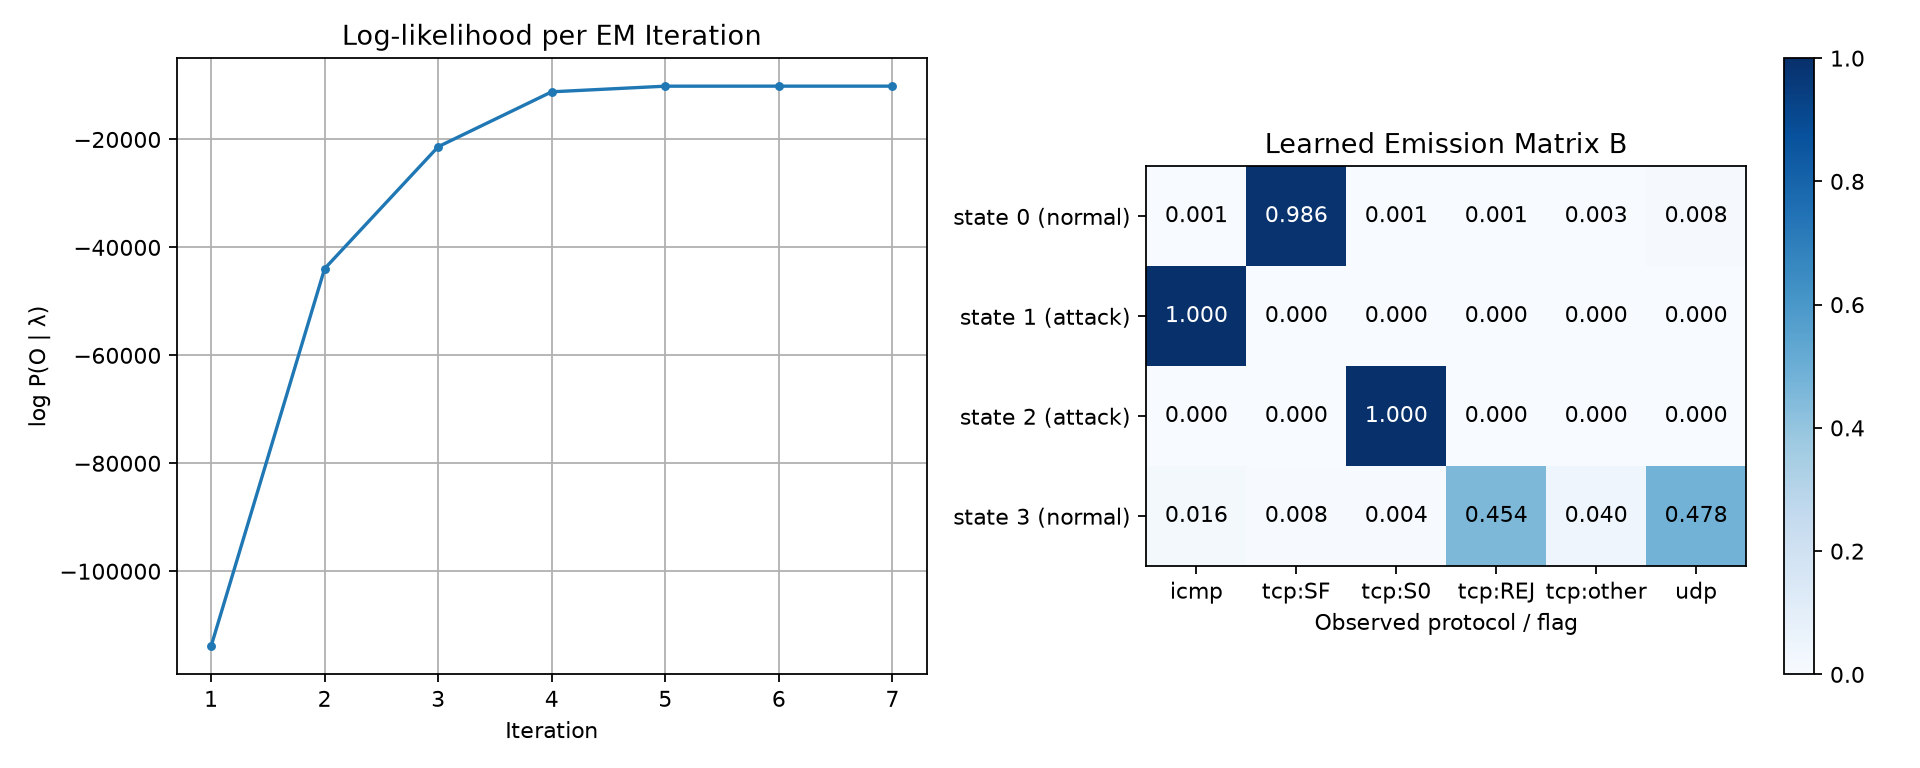 Log-likelihood per EM Iteration
log P(O | λ)
−20000
−40000
−60000
−80000
−100000
1 2 3 4 5 6 7
Iteration
Learned Emission Matrix B
state 0 (normal) 0.001 0.986 0.001 0.001 0.003 0.008
state 1 (attack) 1.000 0.000 0.000 0.000 0.000 0.000
state 2 (attack) 0.000 0.000 1.000 0.000 0.000 0.000
state 3 (normal) 0.016 0.008 0.004 0.454 0.040 0.478
icmp tcp:SF tcp:S0 tcp:REJ tcp:other udp
Observed protocol / flag
1.0
0.8
0.6
0.4
0.2
0.0